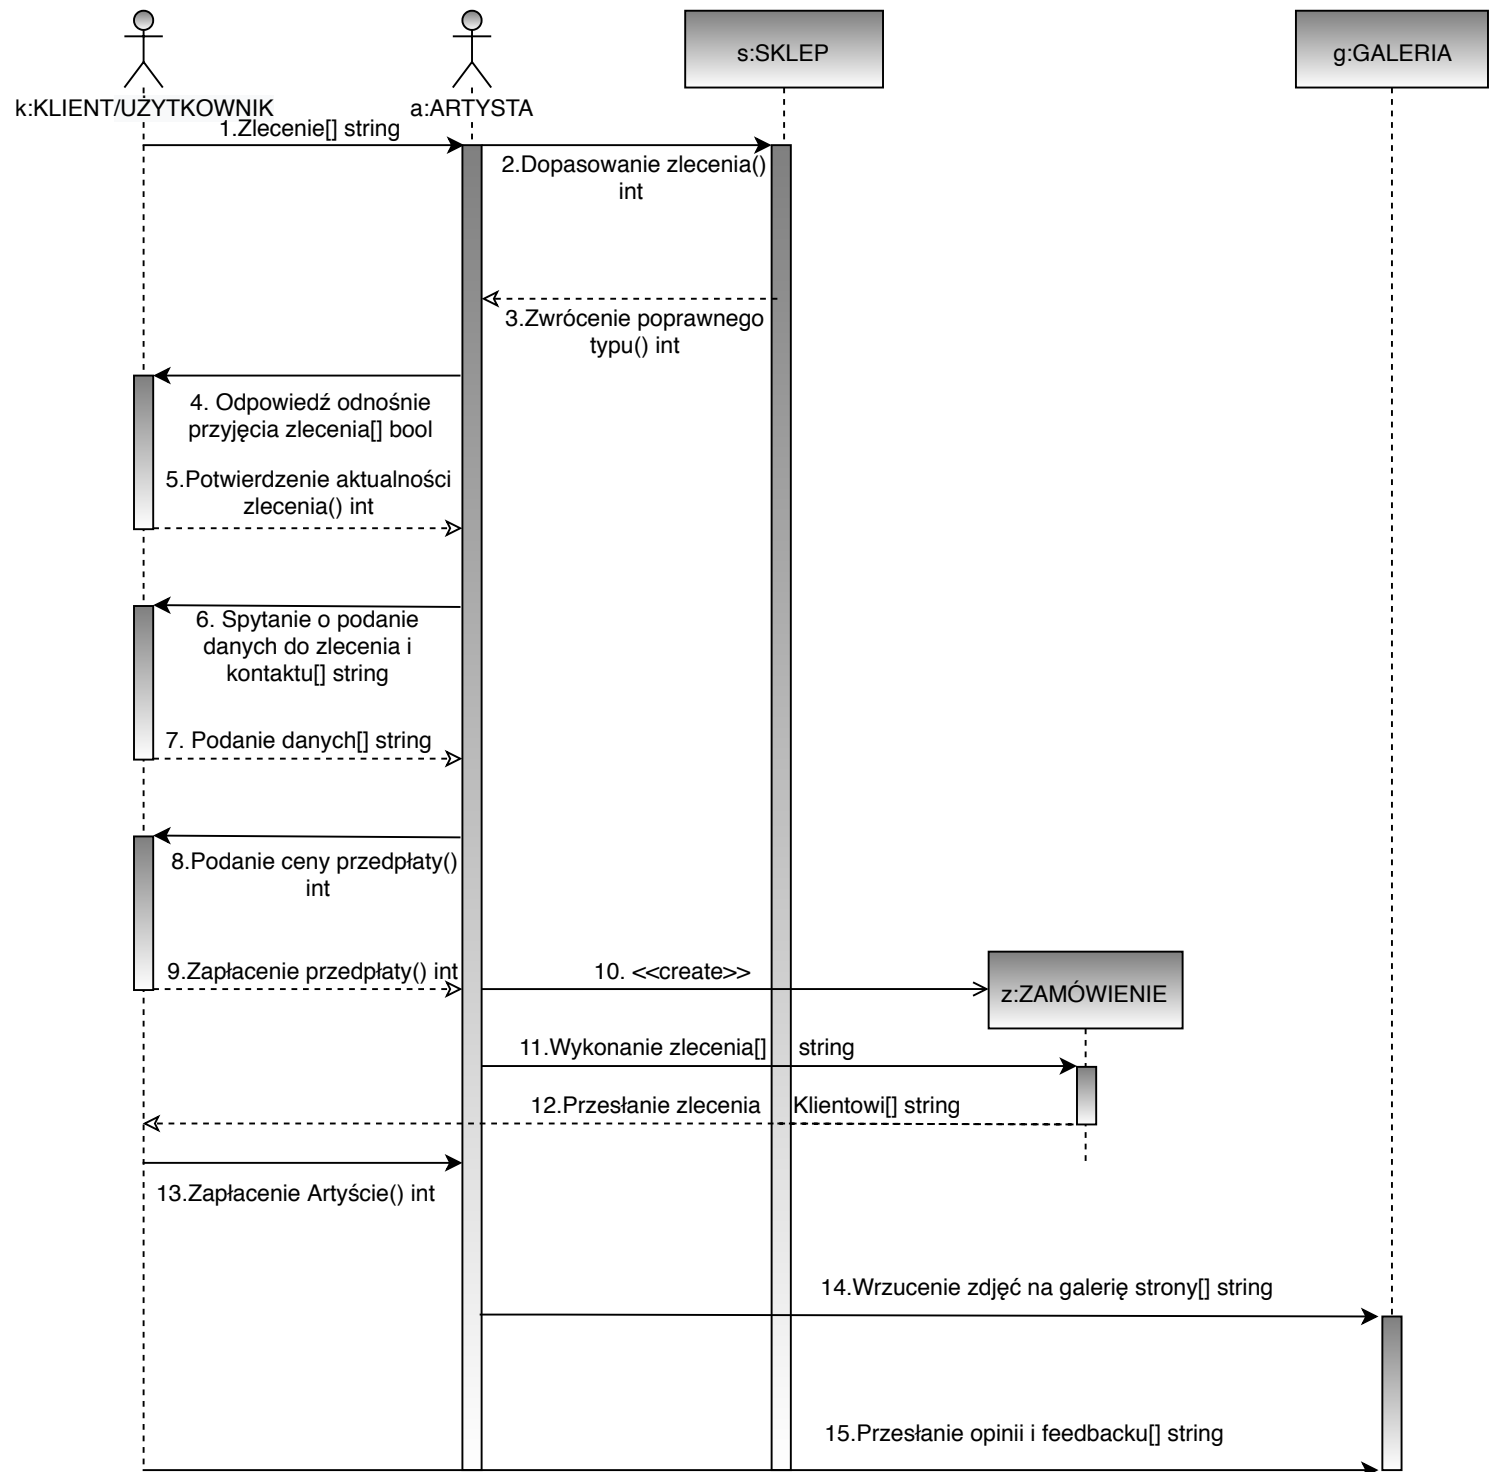 s:SKLEP
g:GALERIA
k:KLIENT/UŻYTKOWNIK
a:ARTYSTA
1.Zlecenie[] string
2.Dopasowanie zlecenia()
int
3.Zwrócenie poprawnego
typu() int
4. Odpowiedź odnośnie
przyjęcia zlecenia[] bool
5.Potwierdzenie aktualności
zlecenia() int
6. Spytanie o podanie
danych do zlecenia i
kontaktu[] string
7. Podanie danych[] string
8.Podanie ceny przedpłaty()
int
9.Zapłacenie przedpłaty() int
10. <<create>>
z:ZAMÓWIENIE
11.Wykonanie zlecenia[] string
12.Przesłanie zlecenia Klientowi[] string
13.Zapłacenie Artyście() int
14.Wrzucenie zdjęć na galerię strony[] string
15.Przesłanie opinii i feedbacku[] string